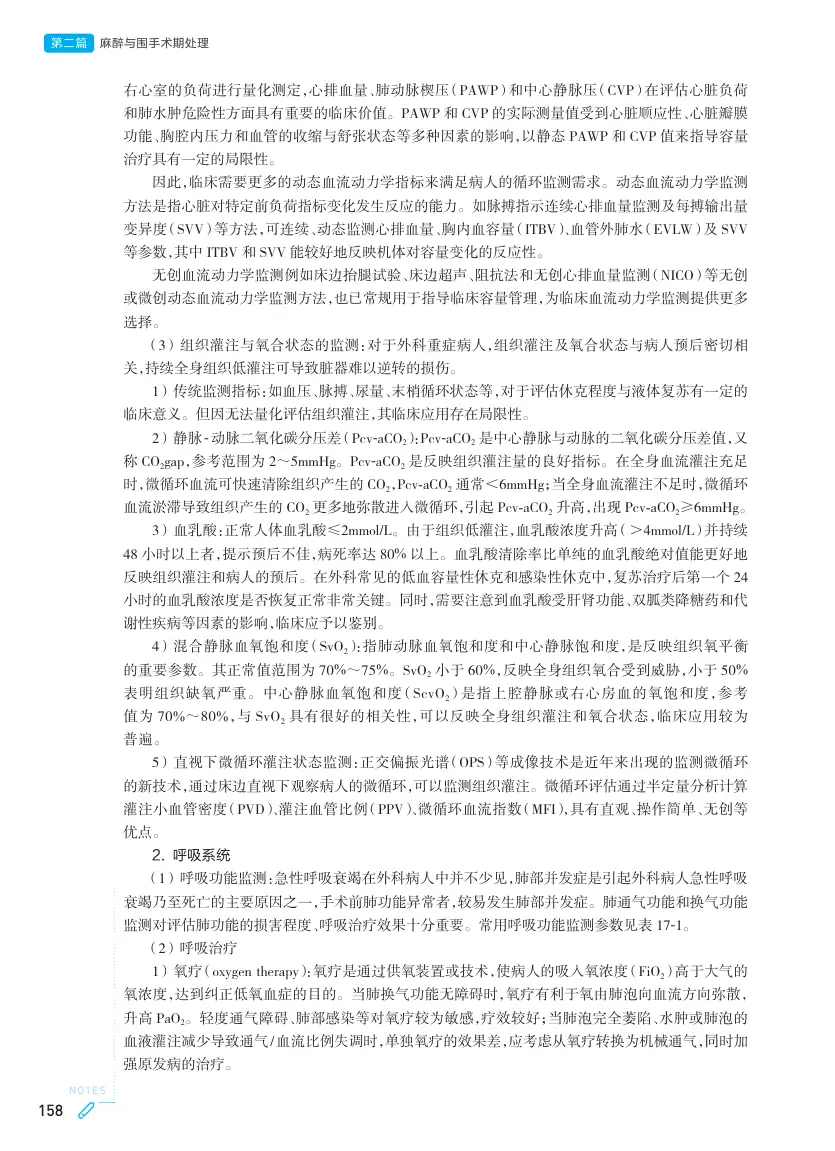 第二篇 麻醉与围手术期处理
右心室的负荷进行量化测定,心排血量、肺动脉楔压(PAWP)和中心静脉压(CVP)在评估心脏负荷
和肺水肿危险性方面具有重要的临床价值。PAWP 和 CVP 的实际测量值受到心脏顺应性、心脏瓣膜
功能、胸腔内压力和血管的收缩与舒张状态等多种因素的影响,以静态 PAWP 和 CVP 值来指导容量
治疗具有一定的局限性。
因此,临床需要更多的动态血流动力学指标来满足病人的循环监测需求。动态血流动力学监测
方法是指心脏对特定前负荷指标变化发生反应的能力。如脉搏指示连续心排血量监测及每搏输出量
变异度(SVV)等方法,可连续、动态监测心排血量、胸内血容量(ITBV)、血管外肺水(EVLW)及 SVV
等参数,其中 ITBV 和 SVV 能较好地反映机体对容量变化的反应性。
无创血流动力学监测例如床边抬腿试验、床边超声、阻抗法和无创心排血量监测(NICO)等无创
或微创动态血流动力学监测方法,也已常规用于指导临床容量管理,为临床血流动力学监测提供更多
选择。
(3)组织灌注与氧合状态的监测:对于外科重症病人,组织灌注及氧合状态与病人预后密切相
关,持续全身组织低灌注可导致脏器难以逆转的损伤。
1)传统监测指标:如血压、脉搏、尿量、末梢循环状态等,对于评估休克程度与液体复苏有一定的
临床意义。但因无法量化评估组织灌注,其临床应用存在局限性。
2)静脉-动脉二氧化碳分压差(Pcv-aCO₂):Pcv-aCO₂ 是中心静脉与动脉的二氧化碳分压差值,又
称 CO₂gap,参考范围为 2~5mmHg。Pcv-aCO₂ 是反映组织灌注量的良好指标。在全身血流灌注充足
时,微循环血流可快速清除组织产生的 CO₂,Pcv-aCO₂ 通常<6mmHg;当全身血流灌注不足时,微循环
血流淤滞导致组织产生的 CO₂ 更多地弥散进入微循环,引起 Pcv-aCO₂ 升高,出现 Pcv-aCO₂≥6mmHg。
3)血乳酸:正常人体血乳酸≤2mmol/L。由于组织低灌注,血乳酸浓度升高(>4mmol/L)并持续
48 小时以上者,提示预后不佳,病死率达 80% 以上。血乳酸清除率比单纯的血乳酸绝对值能更好地
反映组织灌注和病人的预后。在外科常见的低血容量性休克和感染性休克中,复苏治疗后第一个 24
小时的血乳酸浓度是否恢复正常非常关键。同时,需要注意到血乳酸受肝肾功能、双胍类降糖药和代
谢性疾病等因素的影响,临床应予以鉴别。
4)混合静脉血氧饱和度(SvO₂):指肺动脉血氧饱和度和中心静脉饱和度,是反映组织氧平衡
的重要参数。其正常值范围为 70%~75%。SvO₂ 小于 60%,反映全身组织氧合受到威胁,小于 50%
表明组织缺氧严重。中心静脉血氧饱和度(ScvO₂)是指上腔静脉或右心房血的氧饱和度,参考
值为 70%~80%,与 SvO₂ 具有很好的相关性,可以反映全身组织灌注和氧合状态,临床应用较为
普遍。
5)直视下微循环灌注状态监测:正交偏振光谱(OPS)等成像技术是近年来出现的监测微循环
的新技术,通过床边直视下观察病人的微循环,可以监测组织灌注。微循环评估通过半定量分析计算
灌注小血管密度(PVD)、灌注血管比例(PPV)、微循环血流指数(MFI),具有直观、操作简单、无创等
优点。
2. 呼吸系统
(1)呼吸功能监测:急性呼吸衰竭在外科病人中并不少见,肺部并发症是引起外科病人急性呼吸
衰竭乃至死亡的主要原因之一,手术前肺功能异常者,较易发生肺部并发症。肺通气功能和换气功能
监测对评估肺功能的损害程度、呼吸治疗效果十分重要。常用呼吸功能监测参数见表 17-1。
(2)呼吸治疗
1)氧疗(oxygen therapy):氧疗是通过供氧装置或技术,使病人的吸入氧浓度(FiO₂)高于大气的
氧浓度,达到纠正低氧血症的目的。当肺换气功能无障碍时,氧疗有利于氧由肺泡向血流方向弥散,
升高 PaO₂。轻度通气障碍、肺部感染等对氧疗较为敏感,疗效较好;当肺泡完全萎陷、水肿或肺泡的
血液灌注减少导致通气/血流比例失调时,单独氧疗的效果差,应考虑从氧疗转换为机械通气,同时加
强原发病的治疗。
NOTES
158